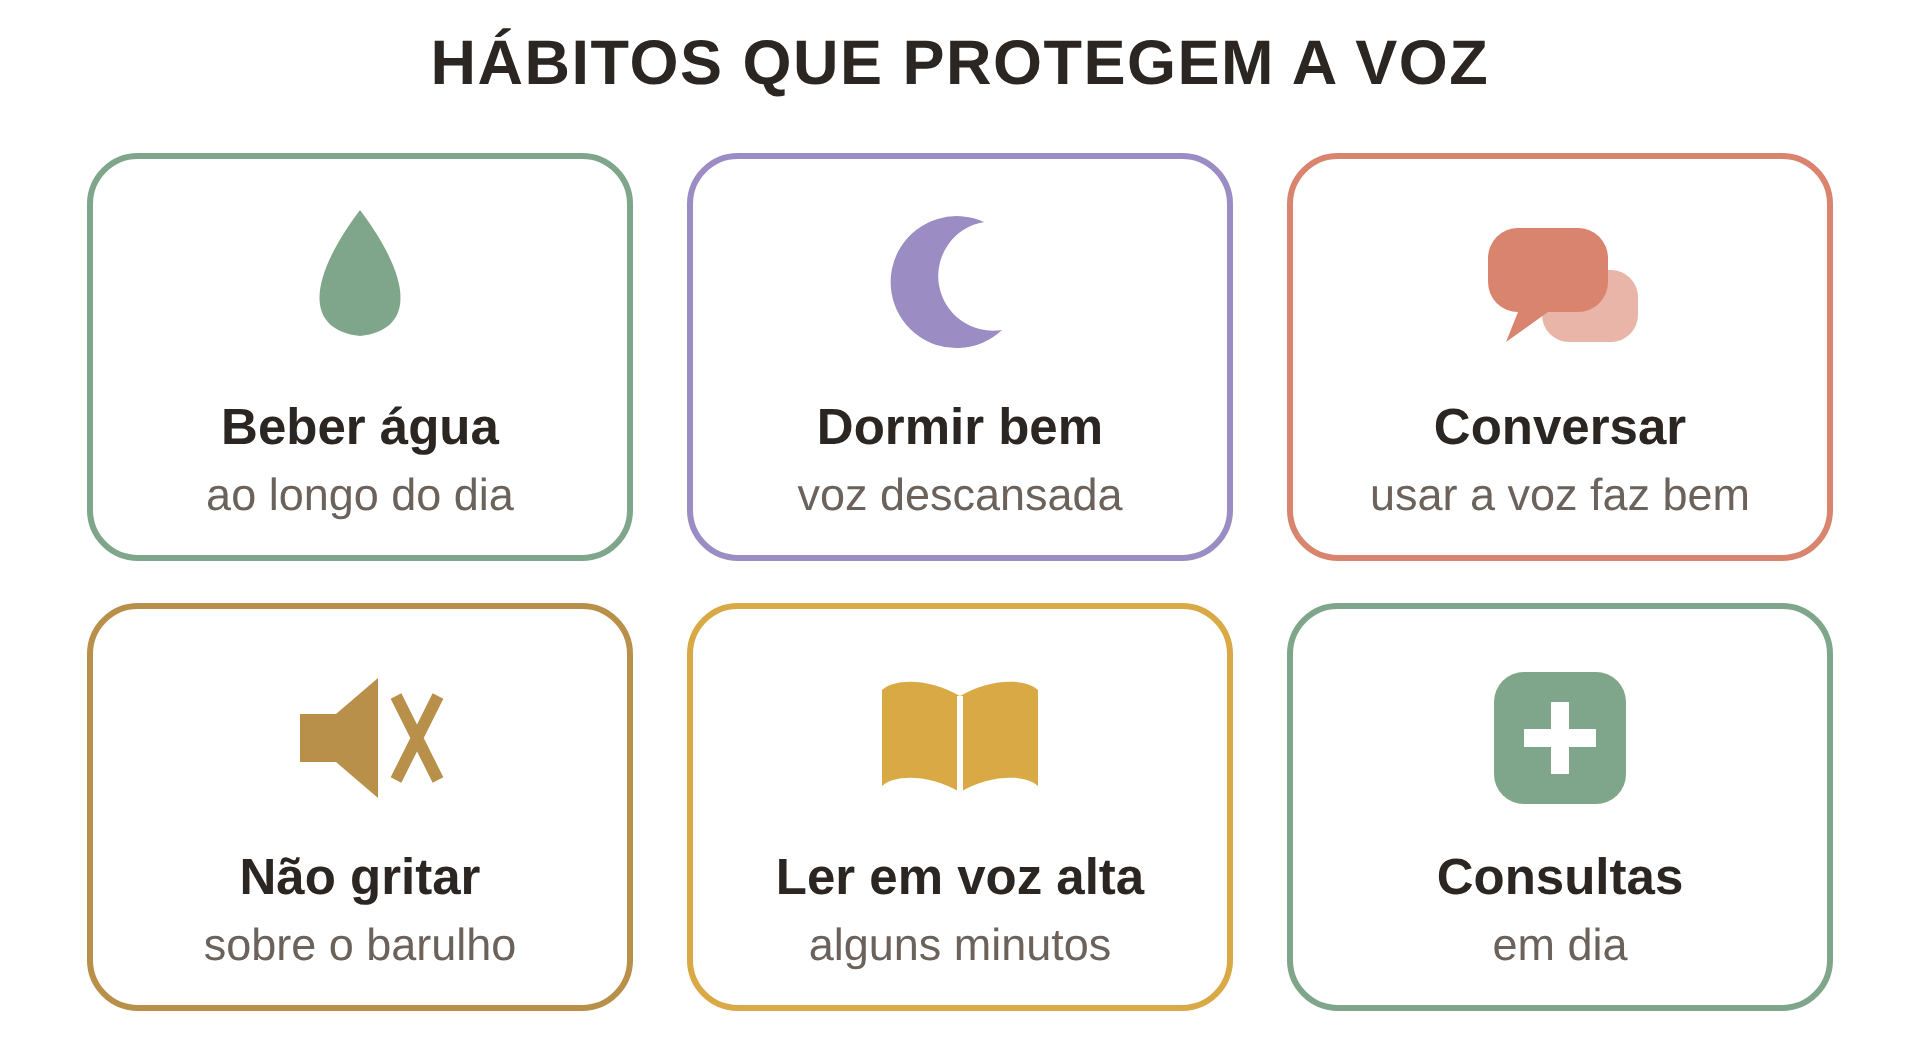 HÁBITOS QUE PROTEGEM A VOZ
Beber água
ao longo do dia
Dormir bem
voz descansada
Conversar
usar a voz faz bem
Não gritar
sobre o barulho
Ler em voz alta
alguns minutos
Consultas
em dia